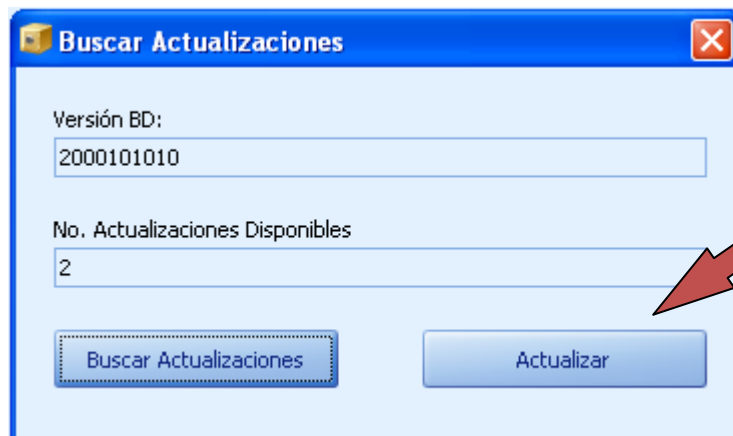 Buscar Actualizaciones
Versión BD:
2000101010
No. Actualizaciones Disponibles
2
Buscar Actualizaciones Actualizar